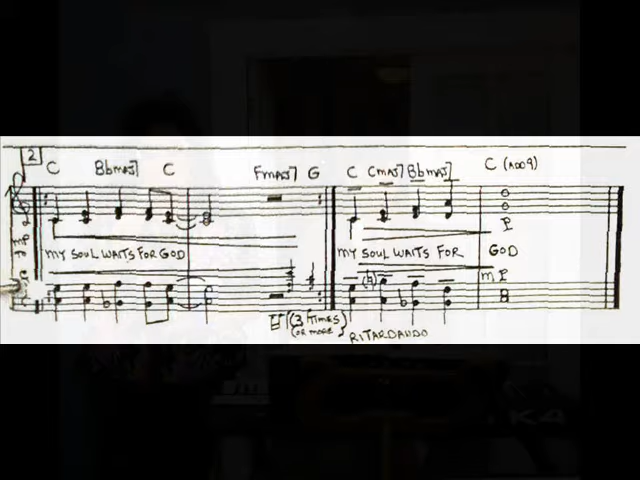 2
C Bbmaj7 C Fmaj7 G C Cmaj7 Bbmaj7 C (ADD9)
P
MY SOUL WAITS FOR GOD MY SOUL WAITS FOR GOD
mP
(3 TIMES
(OR MORE)
RITARDANDO